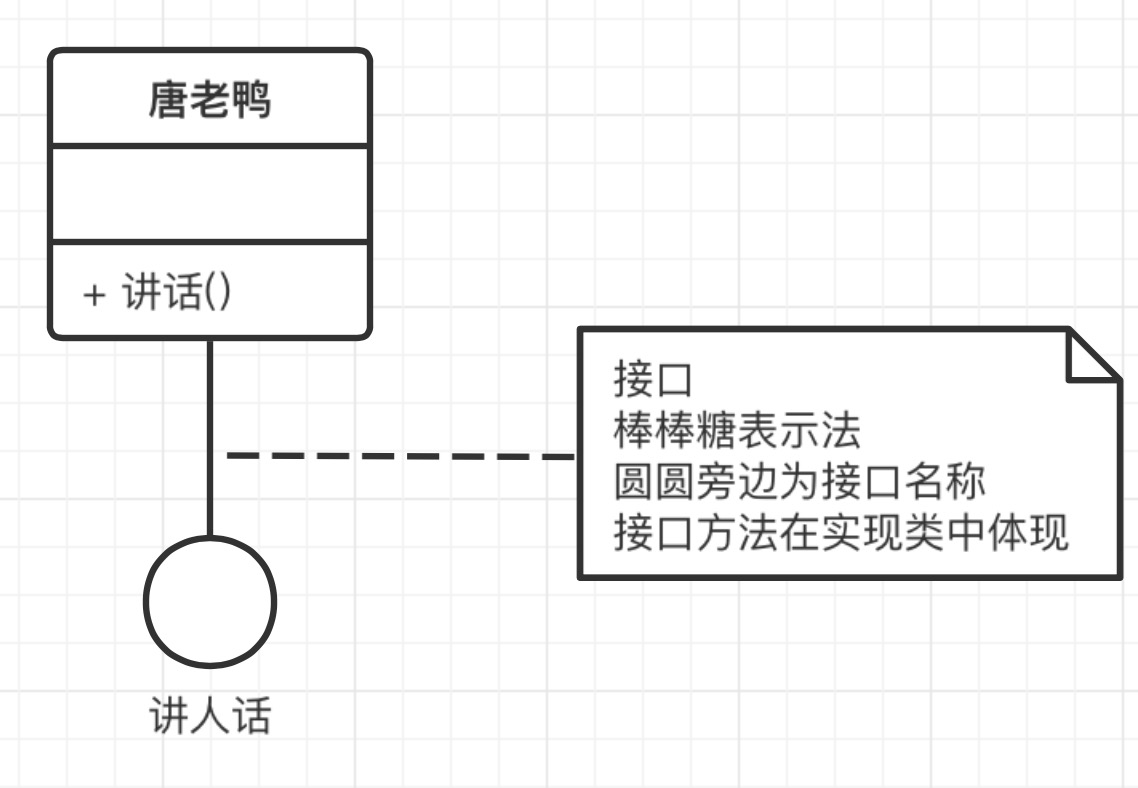 唐老鸭
+ 讲话()
接口
棒棒糖表示法
圆圆旁边为接口名称
接口方法在实现类中体现
讲人话